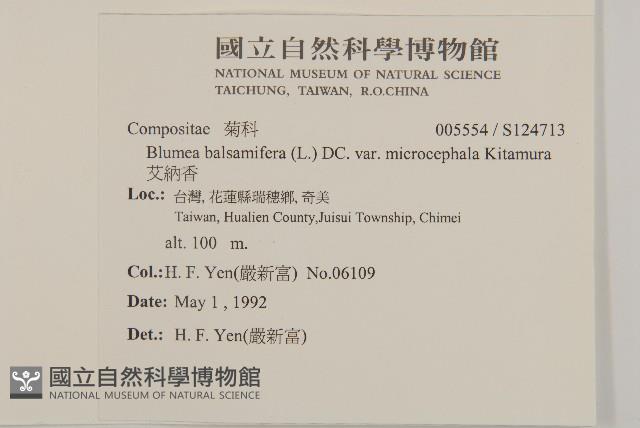 國立自然科學博物館
NATIONAL MUSEUM OF NATURAL SCIENCE
TAICHUNG, TAIWAN, R.O.CHINA
Compositae 菊科 005554 / S124713
Blumea balsamifera (L.) DC. var. microcephala Kitamura
艾納香
Loc.: 台灣, 花蓮縣瑞穗鄉, 奇美
Taiwan, Hualien County,Juisui Township, Chimei
alt. 100 m.
Col.:H. F. Yen(嚴新富) No.06109
Date: May 1 , 1992
Det.: H. F. Yen(嚴新富)
國立自然科學博物館
NATIONAL MUSEUM OF NATURAL SCIENCE